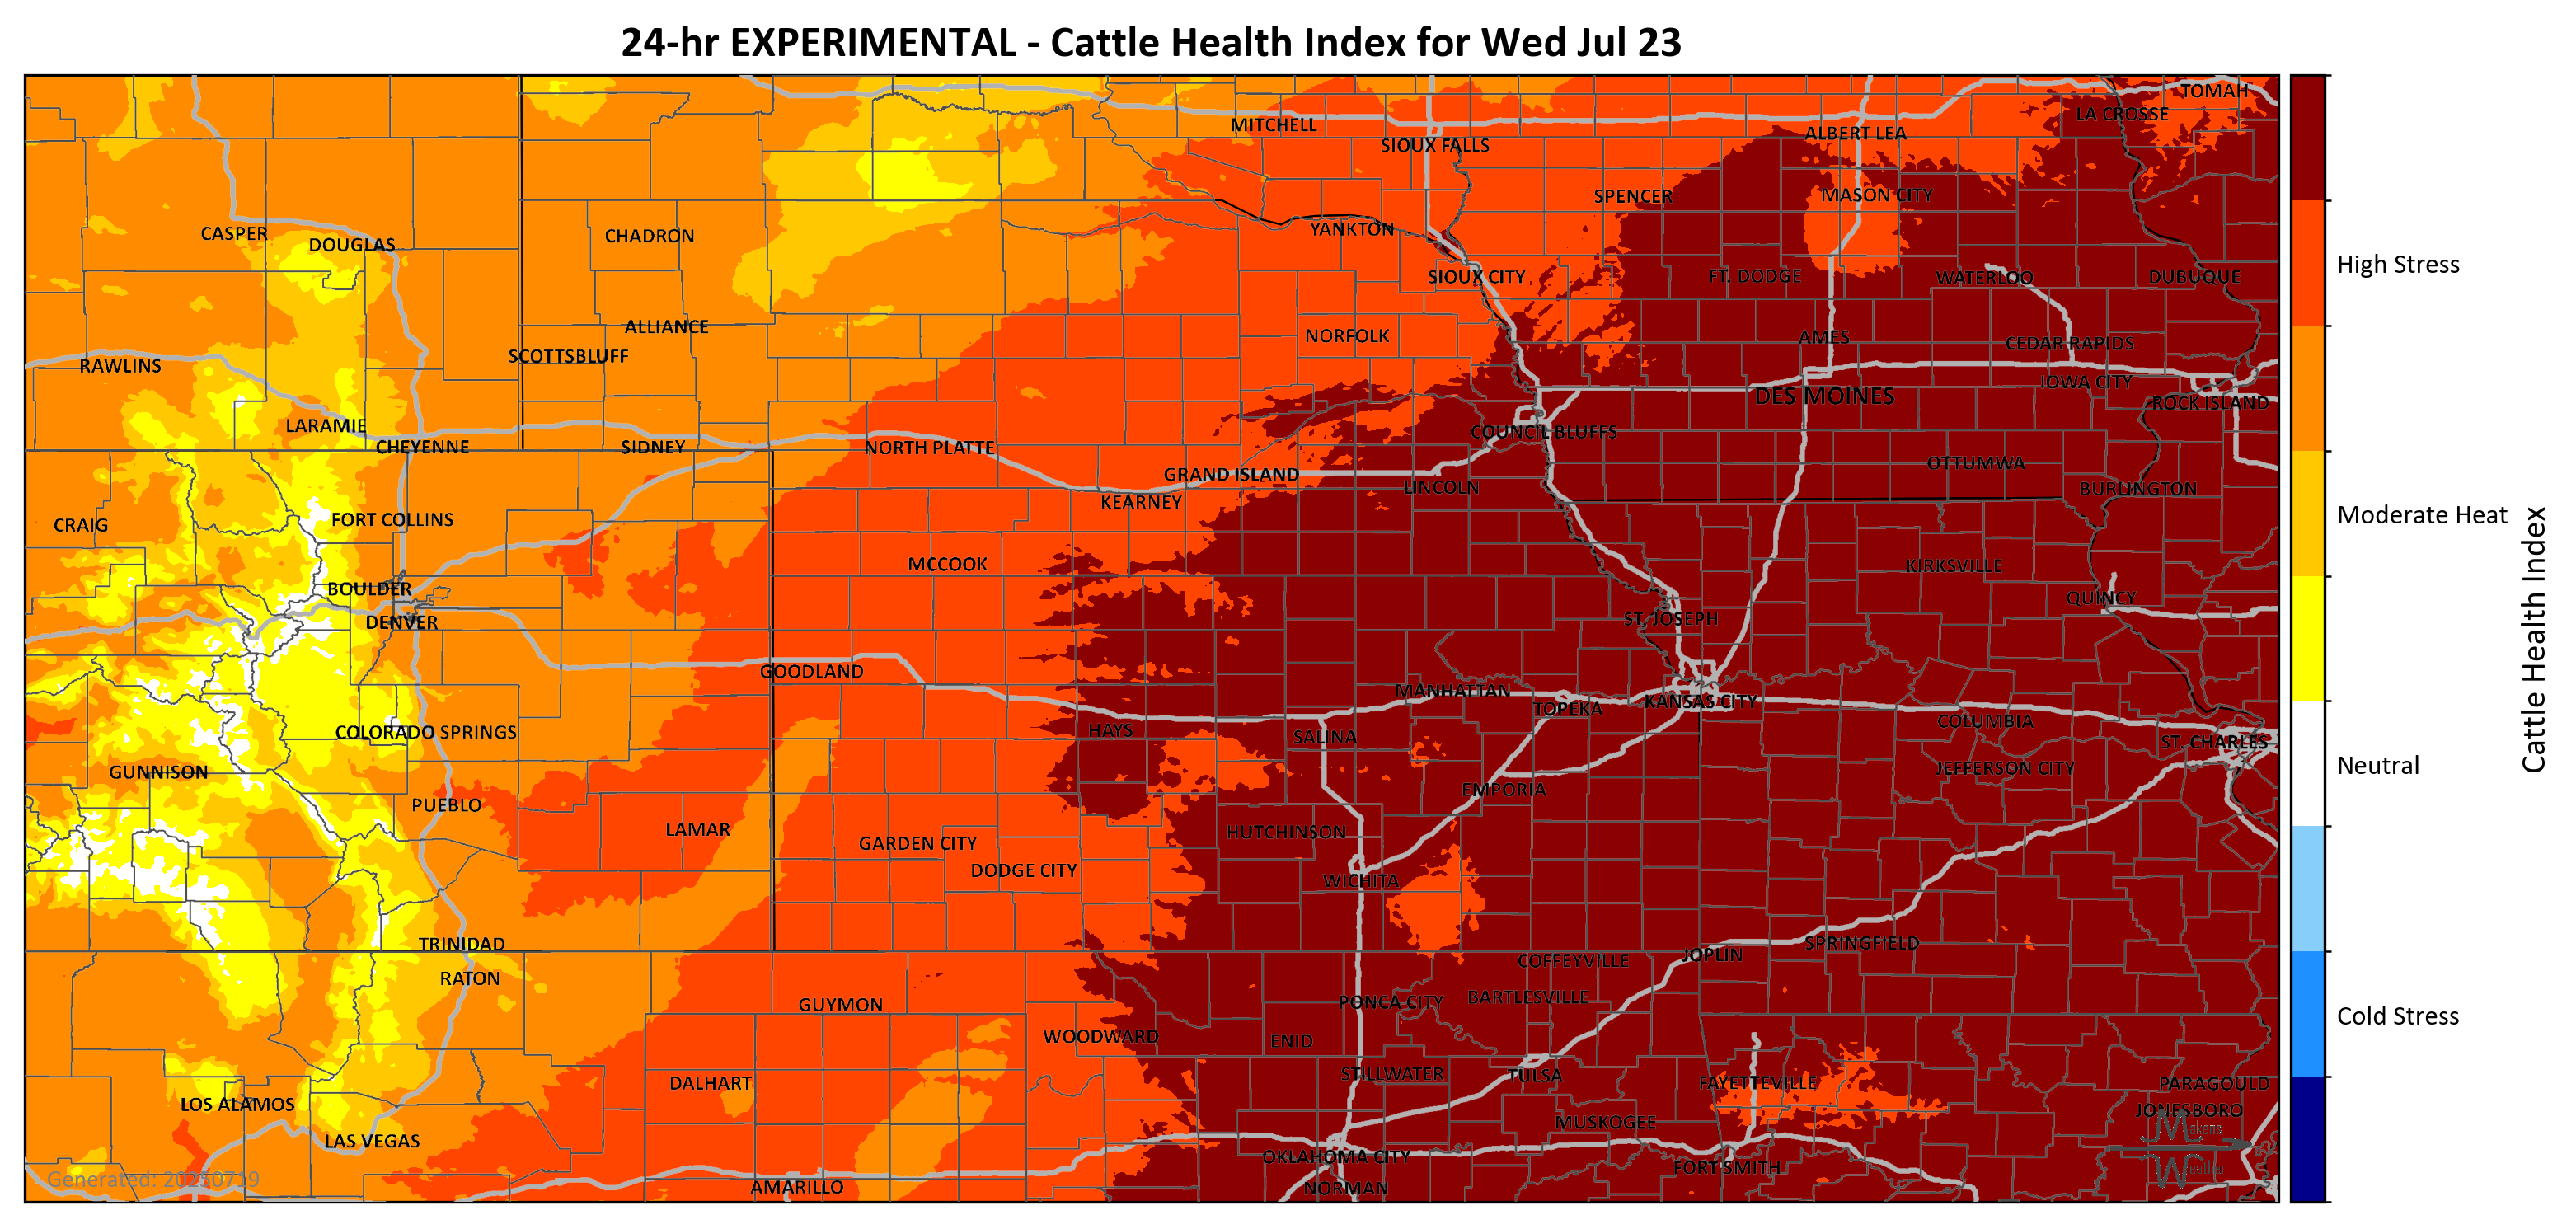 24-hr EXPERIMENTAL - Cattle Health Index for Wed Jul 23
TOMAH
LA CROSSE
MITCHELL
ALBERT LEA
SIOUX FALLS
SPENCER
MASON CITY
CASPER
DOUGLAS
CHADRON
YANKTON
SIOUX CITY
FT. DODGE
WATERLOO
DUBUQUE
High Stress
ALLIANCE
NORFOLK
AMES
CEDAR RAPIDS
SCOTTSBLUFF
RAWLINS
IOWA CITY
DES MOINES
ROCK ISLAND
LARAMIE
CHEYENNE
SIDNEY
NORTH PLATTE
COUNCIL BLUFFS
GRAND ISLAND
OTTUMWA
LINCOLN
BURLINGTON
KEARNEY
Moderate Heat
CRAIG
FORT COLLINS
MCCOOK
KIRKSVILLE
BOULDER
QUINCY
DENVER
ST. JOSEPH
Cattle Health Index
GOODLAND
MANHATTAN
TOPEKA
KANSAS CITY
COLORADO SPRINGS
HAYS
SALINA
COLUMBIA
ST. CHARLES
GUNNISON
JEFFERSON CITY
Neutral
EMPORIA
PUEBLO
LAMAR
HUTCHINSON
GARDEN CITY
DODGE CITY
WICHITA
TRINIDAD
SPRINGFIELD
JOPLIN
COFFEYVILLE
RATON
GUYMON
PONCA CITY
BARTLESVILLE
Cold Stress
WOODWARD
ENID
DALHART
STILLWATER
TULSA
FAYETTEVILLE
PARAGOULD
LOS ALAMOS
JONESBORO
MUSKOGEE
Makens
LAS VEGAS
OKLAHOMA CITY
FORT SMITH
Weather
Generated: 20250719
AMARILLO
NORMAN